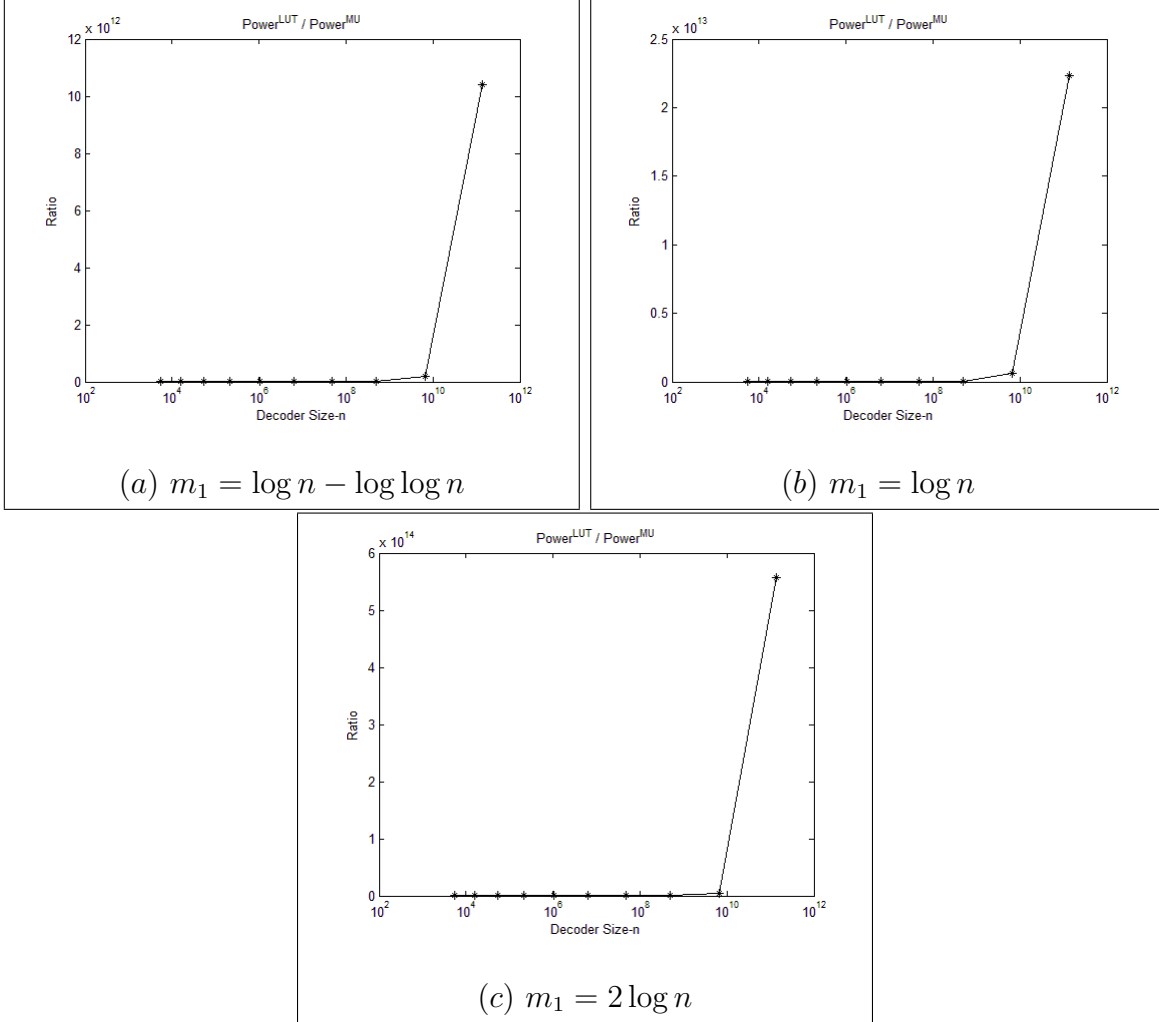 Power^LUT / Power^MU
x 10^12
12
10
8
6
4
2
0
Ratio
10^2 10^4 10^6 10^8 10^10 10^12
Decoder Size-n
(a) m_1 = log n − log log n
Power^LUT / Power^MU
x 10^13
2.5
2
1.5
1
0.5
0
Ratio
10^2 10^4 10^6 10^8 10^10 10^12
Decoder Size-n
(b) m_1 = log n
Power^LUT / Power^MU
x 10^14
6
5
4
3
2
1
0
Ratio
10^2 10^4 10^6 10^8 10^10 10^12
Decoder Size-n
(c) m_1 = 2 log n